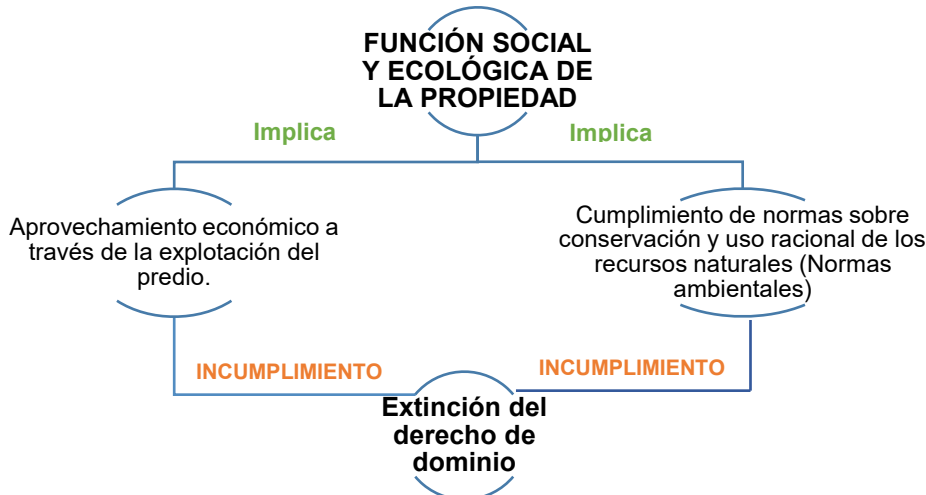 FUNCIÓN SOCIAL
Y ECOLÓGICA DE
LA PROPIEDAD
Implica
Implica
Aprovechamiento económico a
través de la explotación del
predio.
Cumplimiento de normas sobre
conservación y uso racional de los
recursos naturales (Normas
ambientales)
INCUMPLIMIENTO
INCUMPLIMIENTO
Extinción del
derecho de
dominio